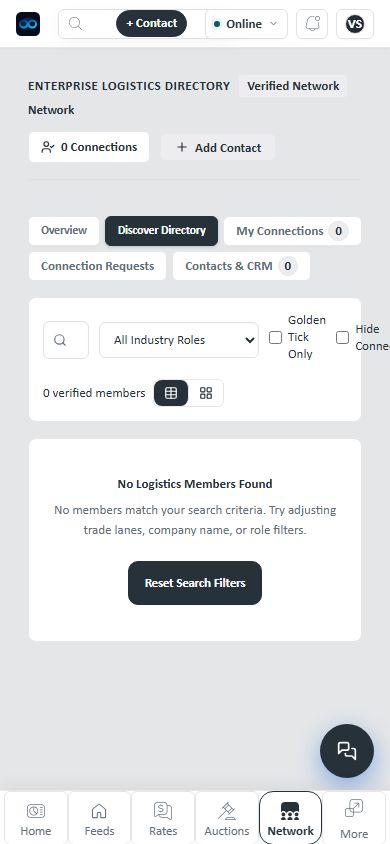 + Contact
Online
VS
ENTERPRISE LOGISTICS DIRECTORY
Verified Network
Network
0 Connections
Add Contact
Overview
Discover Directory
My Connections 0
Connection Requests
Contacts & CRM 0
All Industry Roles
Golden
Tick
Only
Hide
0 verified members
No Logistics Members Found
No members match your search criteria. Try adjusting
trade lanes, company name, or role filters.
Reset Search Filters
Home
Feeds
Rates
Auctions
Network
More